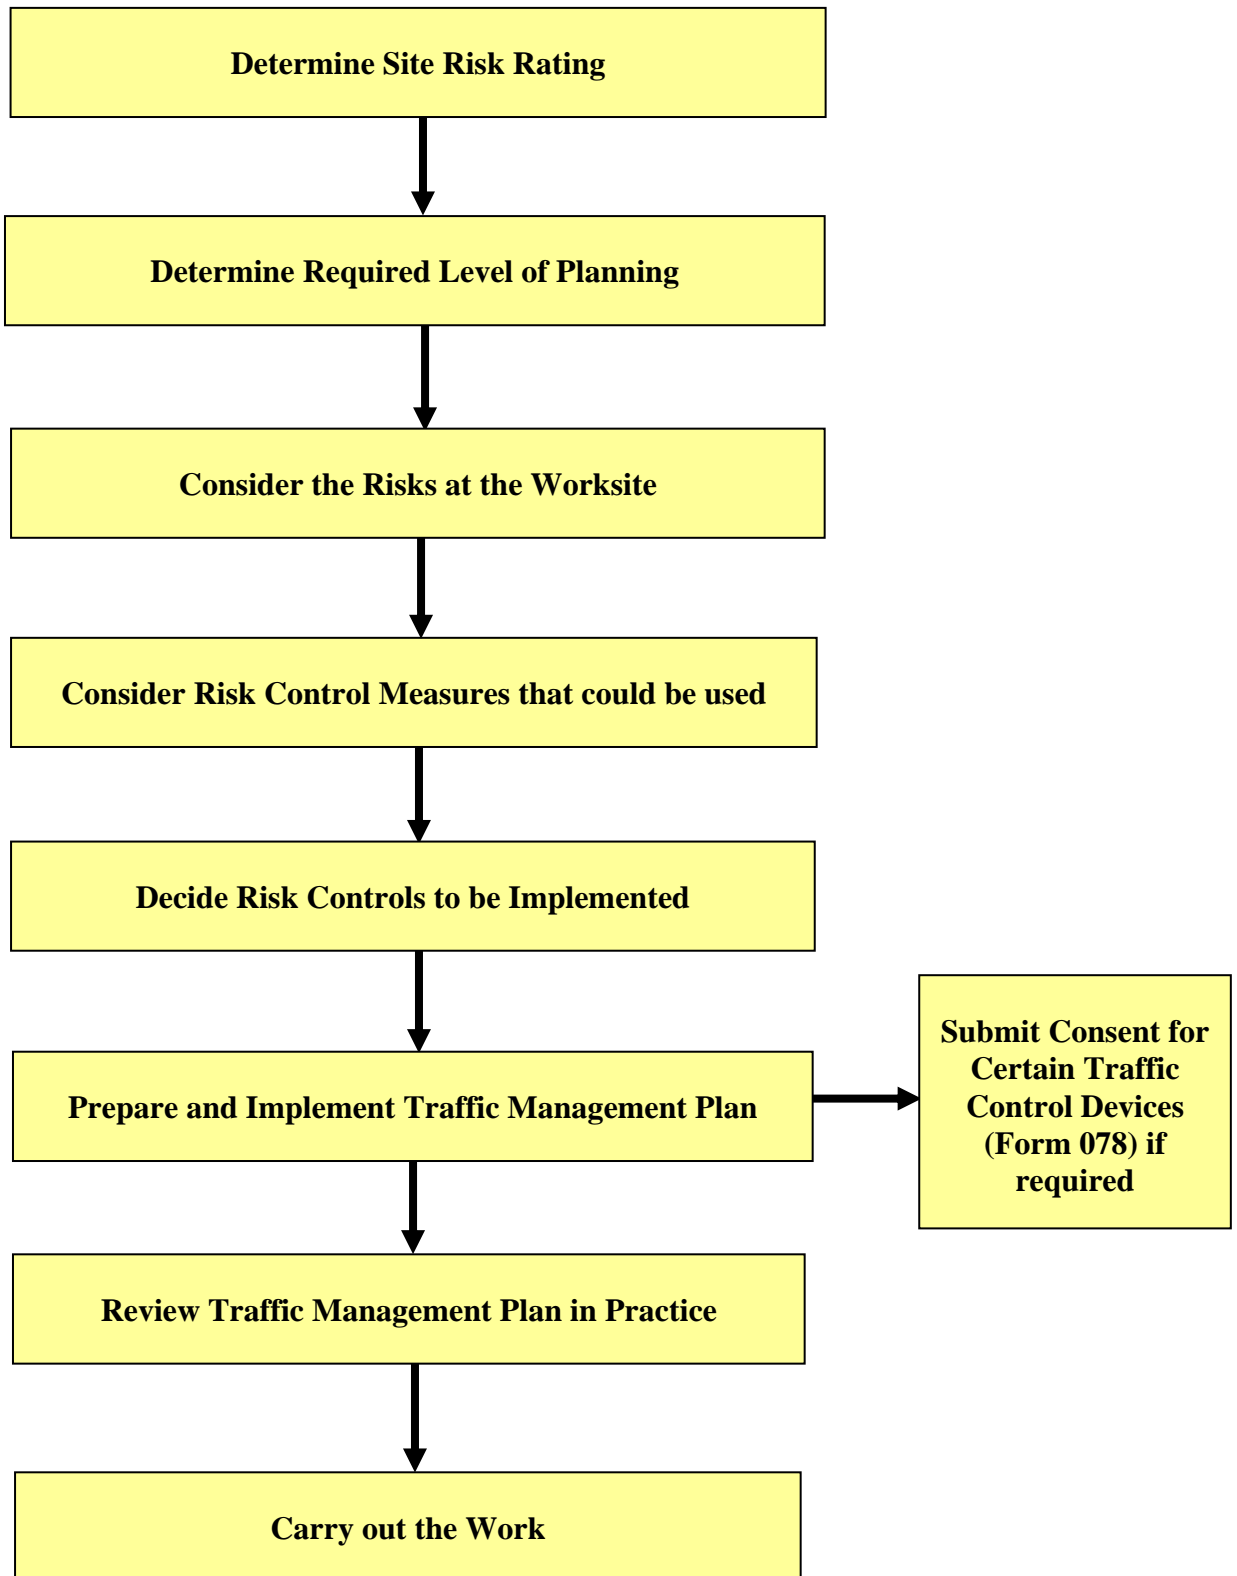 Determine Site Risk Rating
Determine Required Level of Planning
Consider the Risks at the Worksite
Consider Risk Control Measures that could be used
Decide Risk Controls to be Implemented
Prepare and Implement Traffic Management Plan
Submit Consent for
Certain Traffic
Control Devices
(Form 078) if
required
Review Traffic Management Plan in Practice
Carry out the Work